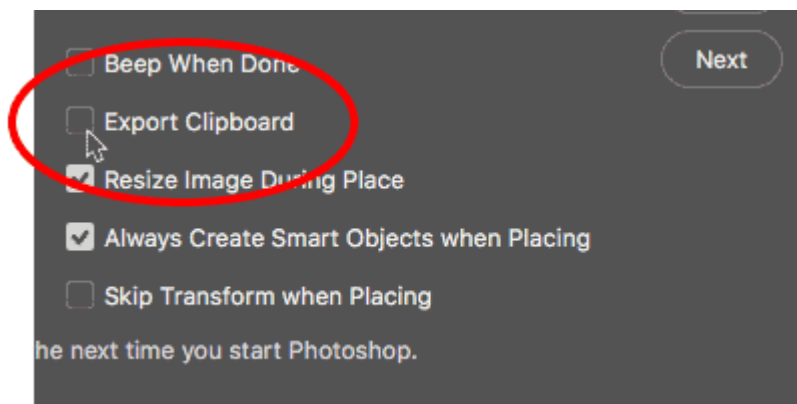 Beep When Done
Next
Export Clipboard
Resize Image During Place
Always Create Smart Objects when Placing
Skip Transform when Placing
he next time you start Photoshop.